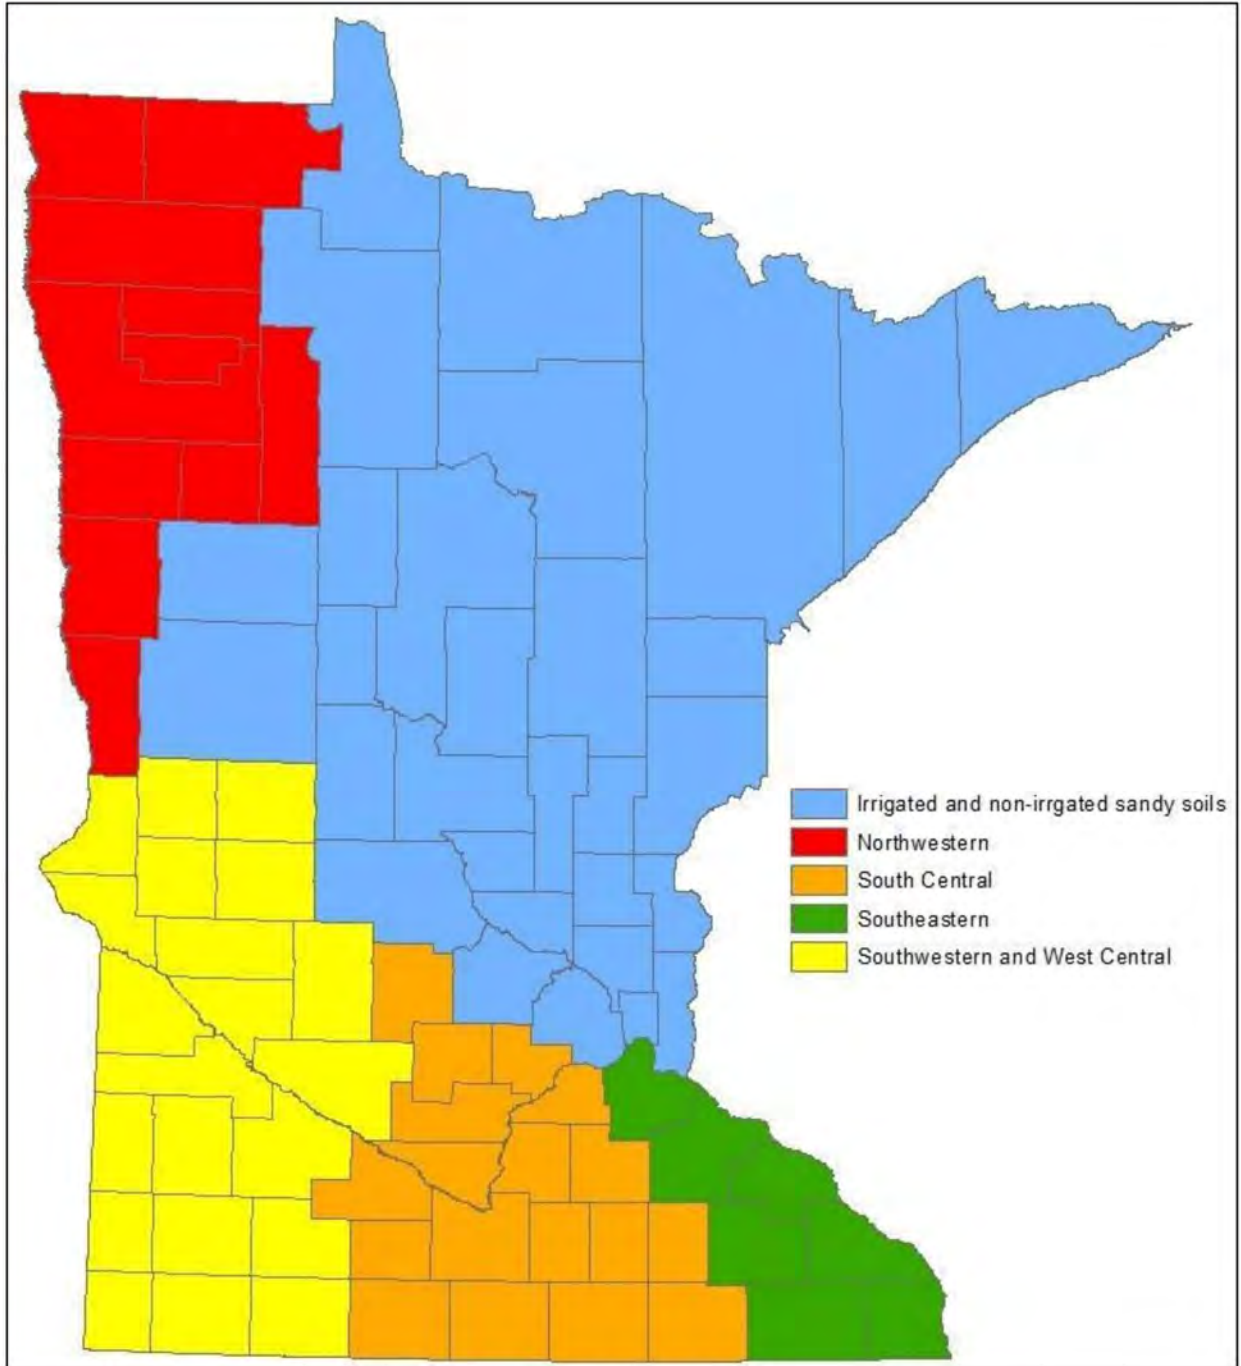 Irrigated and non-irrgated sandy soils
Northwestern
South Central
Southeastern
Southwestern and West Central